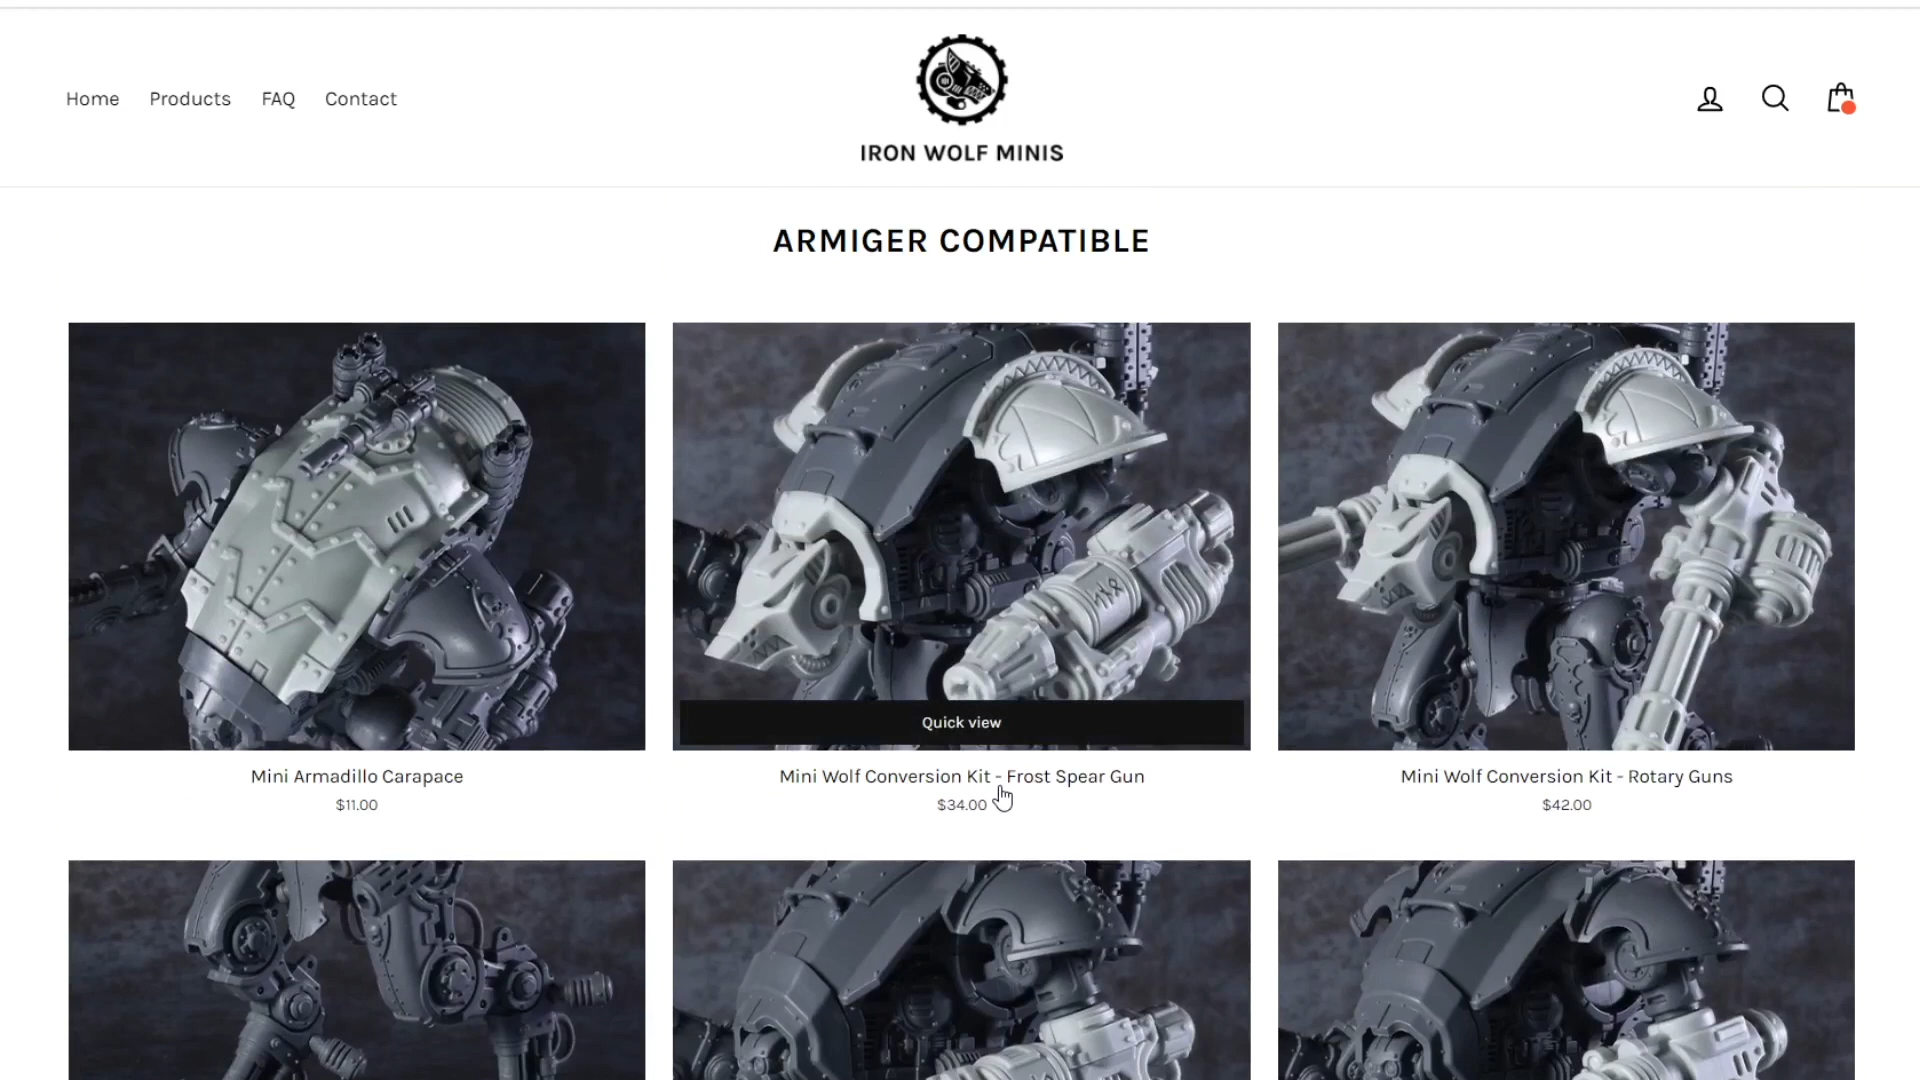 Home Products FAQ Contact
IRON WOLF MINIS
ARMIGER COMPATIBLE
Quick view
Mini Armadillo Carapace
$11.00
Mini Wolf Conversion Kit - Frost Spear Gun
$34.00
Mini Wolf Conversion Kit - Rotary Guns
$42.00